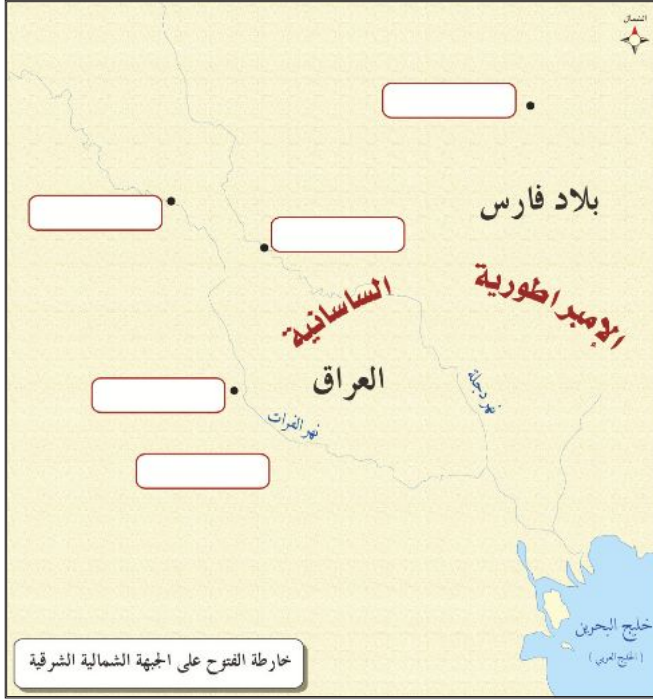 الشمال
بلاد فارس
الإمبراطورية
الساسانية
العراق
نهر دجلة
نهر الفرات
خليج البحرين
( الخليج العربي )
خارطة الفتوح على الجبهة الشمالية الشرقية